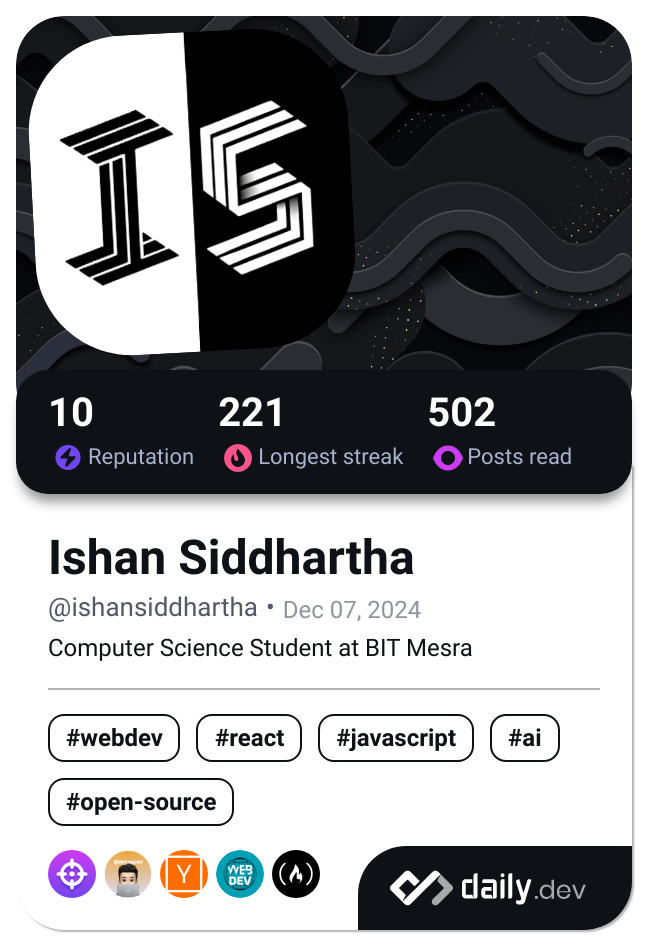 IS
10 221 502
Reputation Longest streak Posts read
Ishan Siddhartha
@ishansiddhartha • Dec 07, 2024
Computer Science Student at BIT Mesra
#webdev #react #javascript #ai
#open-source
Y WEB
DEV
daily.dev